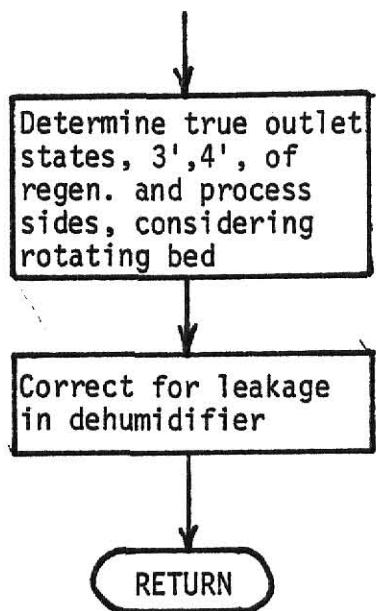 Determine true outlet
states, 3',4', of
regen. and process
sides, considering
rotating bed
Correct for leakage
in dehumidifier
RETURN